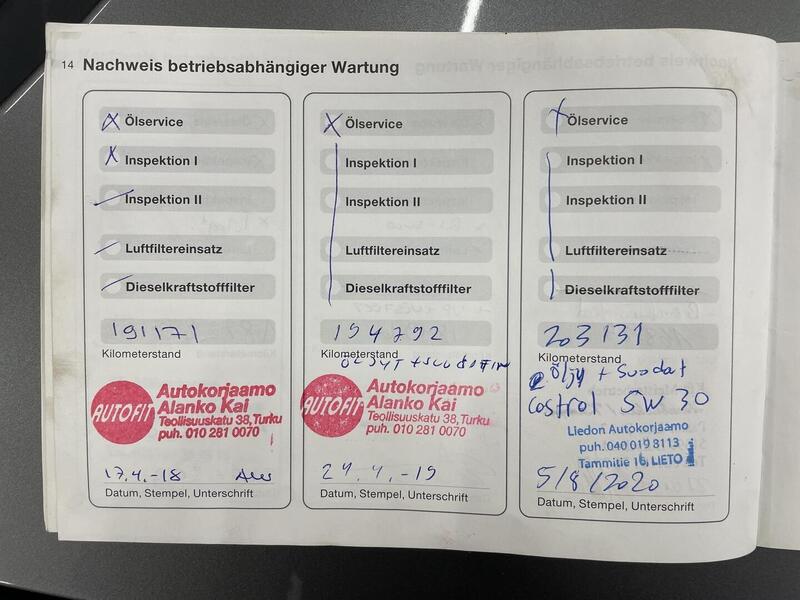 14 Nachweis betriebsabhängiger Wartung
X Ölservice
X Inspektion I
Inspektion II
Luftfiltereinsatz
Dieselkraftstofffilter
191171
Kilometerstand
AUTOFIT
Autokorjaamo
Alanko Kai
Teollisuuskatu 38, Turku
puh. 010 281 0070
17.4.-18
Datum, Stempel, Unterschrift
X Ölservice
Inspektion I
Inspektion II
Luftfiltereinsatz
Dieselkraftstofffilter
194792
Kilometerstand
AUTOFIT
Autokorjaamo
Alanko Kai
Teollisuuskatu 38, Turku
puh. 010 281 0070
24.4.-19
Datum, Stempel, Unterschrift
X Ölservice
Inspektion I
Inspektion II
Luftfiltereinsatz
Dieselkraftstofffilter
203131
Kilometerstand
Öljy + Suodat
Castrol 5W30
Liedon Autokorjaamo
puh. 040 019 8113
Tammitie 16, LIETO
5/8/2020
Datum, Stempel, Unterschrift